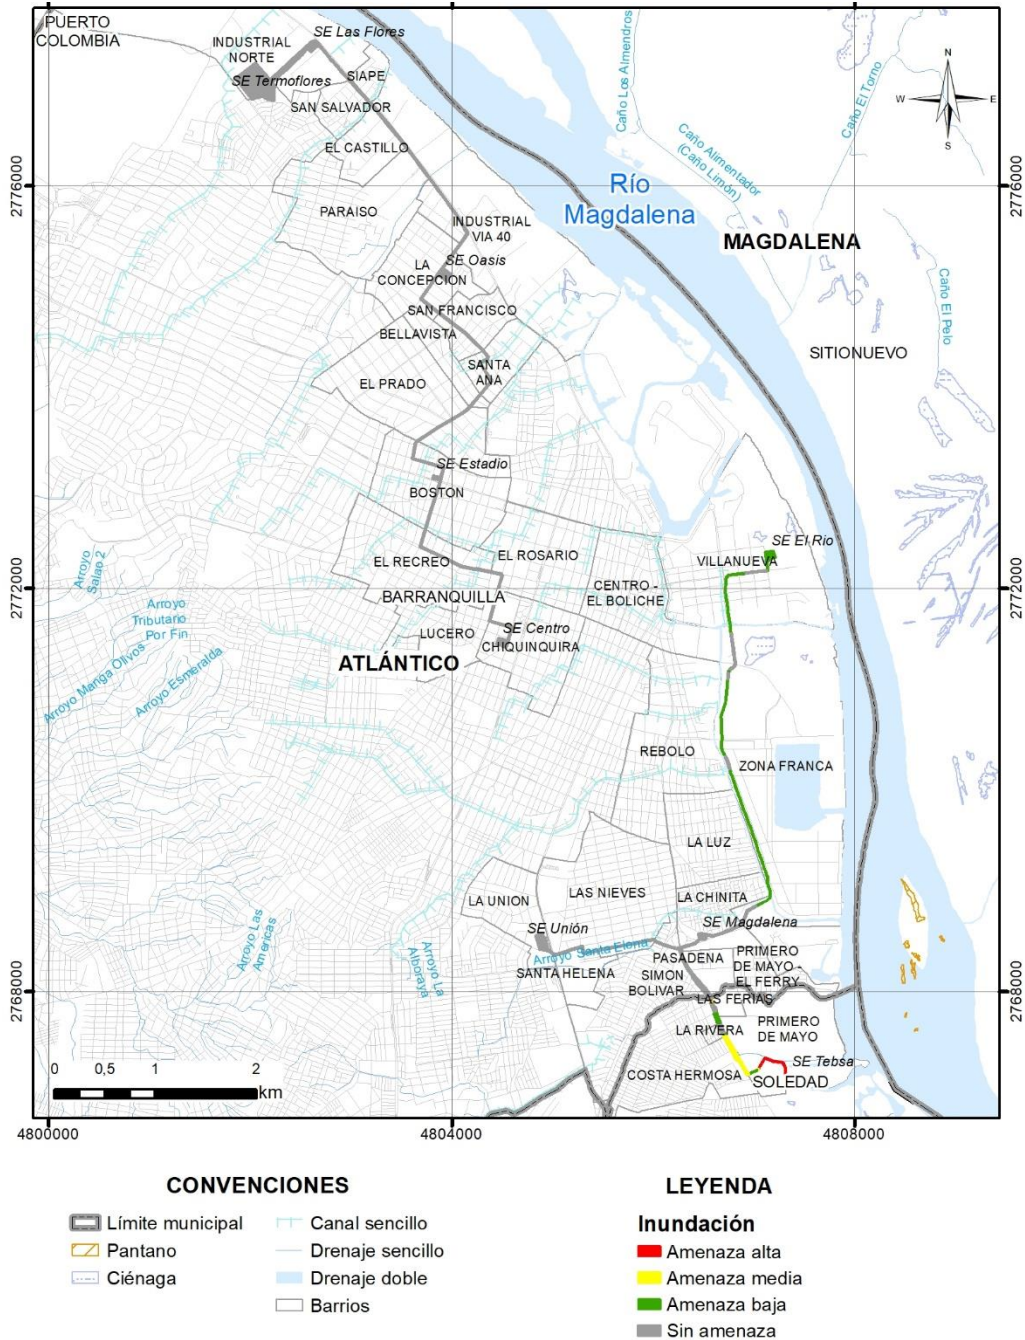 PUERTO
COLOMBIA
INDUSTRIAL
NORTE
SE Las Flores
SE Termoflores
SIAPE
SAN SALVADOR
EL CASTILLO
PARAISO
Caño Los Almendros
Caño El Torno
Caño Alimentador
(Caño Limón)
N
W
E
S
2776000
2776000
Río
Magdalena
MAGDALENA
INDUSTRIAL
VIA 40
SE Oasis
LA
CONCEPCION
SAN FRANCISCO
BELLAVISTA
Caño El Pelo
SITIONUEVO
SANTA
ANA
EL PRADO
SE Estadio
BOSTON
SE El Rio
VILLANUEVA
EL RECREO
EL ROSARIO
Arroyo
Salao 2
2772000
2772000
CENTRO -
EL BOLICHE
BARRANQUILLA
Arroyo
Tributario
Por Fin
LUCERO
SE Centro
CHIQUINQUIRA
ATLÁNTICO
Arroyo Manga Olivos
Arroyo Esmeralda
REBOLO
ZONA FRANCA
LA LUZ
LAS NIEVES
LA CHINITA
LA UNION
SE Unión
SE Magdalena
Arroyo Las
Americas
Arroyo La
Alboraya
Arroyo Santa Elena
SANTA HELENA
PASADENA
PRIMERO
DE MAYO -
EL FERRY
SIMON
BOLIVAR
2768000
2768000
LAS FERIAS
LA RIVERA
PRIMERO
DE MAYO
SE Tebsa
COSTA HERMOSA
SOLEDAD
0 0,5 1 2
km
4800000
4804000
4808000
CONVENCIONES
Límite municipal
Pantano
Ciénaga
Canal sencillo
Drenaje sencillo
Drenaje doble
Barrios
LEYENDA
Inundación
Amenaza alta
Amenaza media
Amenaza baja
Sin amenaza